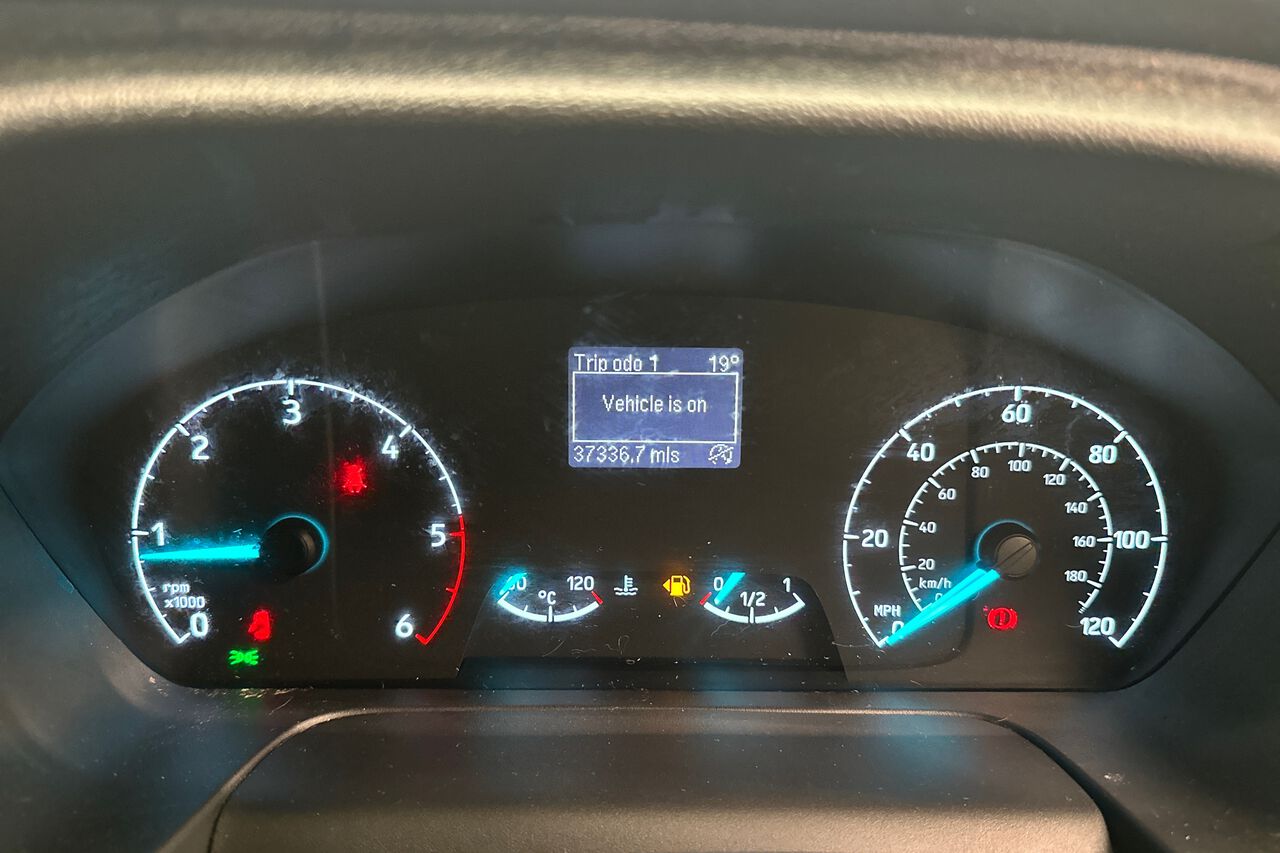 Trip odo 1 19°
Vehicle is on
37336.7 mls
0 1 2 3 4 5 6
rpm
x1000
120
°C
0 1/2 1
0 20 40 60 80 100 120
MPH
20 40 60 80 100 120 140 160 180
km/h